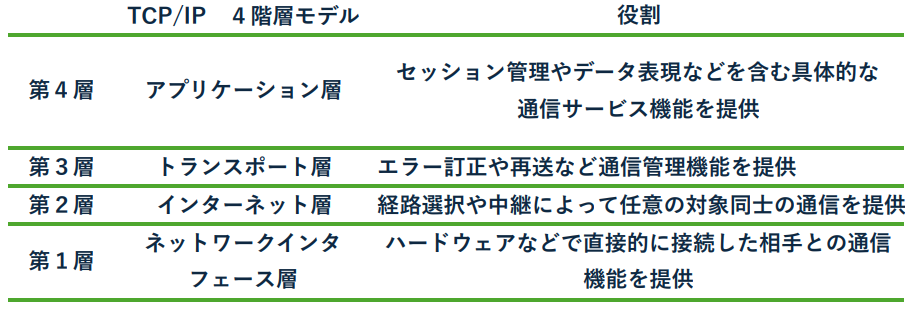 TCP/IP 4階層モデル 役割
第4層 アプリケーション層 セッション管理やデータ表現などを含む具体的な
通信サービス機能を提供
第3層 トランスポート層 エラー訂正や再送など通信管理機能を提供
第2層 インターネット層 経路選択や中継によって任意の対象同士の通信を提供
第1層 ネットワークインタ
フェース層 ハードウェアなどで直接的に接続した相手との通信
機能を提供